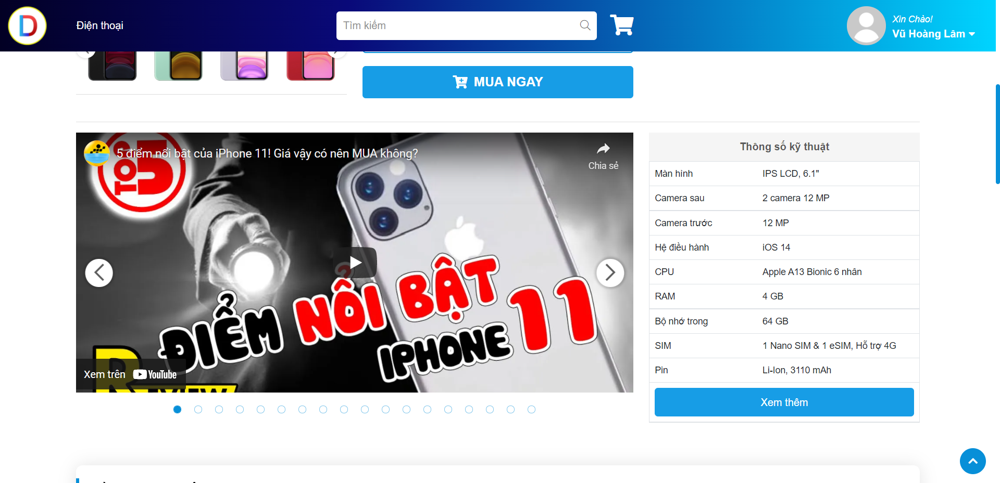 D
Điện thoại
Tìm kiếm
Xin Chào!
Vũ Hoàng Lâm
MUA NGAY
TOP
5 điểm nổi bật của iPhone 11! Giá vậy có nên MUA không?
Chia sẻ
ĐIỂM NỔI BẬT
IPHONE 11
Xem trên YouTube
REVIEW
Thông số kỹ thuật
Màn hình IPS LCD, 6.1"
Camera sau 2 camera 12 MP
Camera trước 12 MP
Hệ điều hành iOS 14
CPU Apple A13 Bionic 6 nhân
RAM 4 GB
Bộ nhớ trong 64 GB
SIM 1 Nano SIM & 1 eSIM, Hỗ trợ 4G
Pin Li-Ion, 3110 mAh
Xem thêm